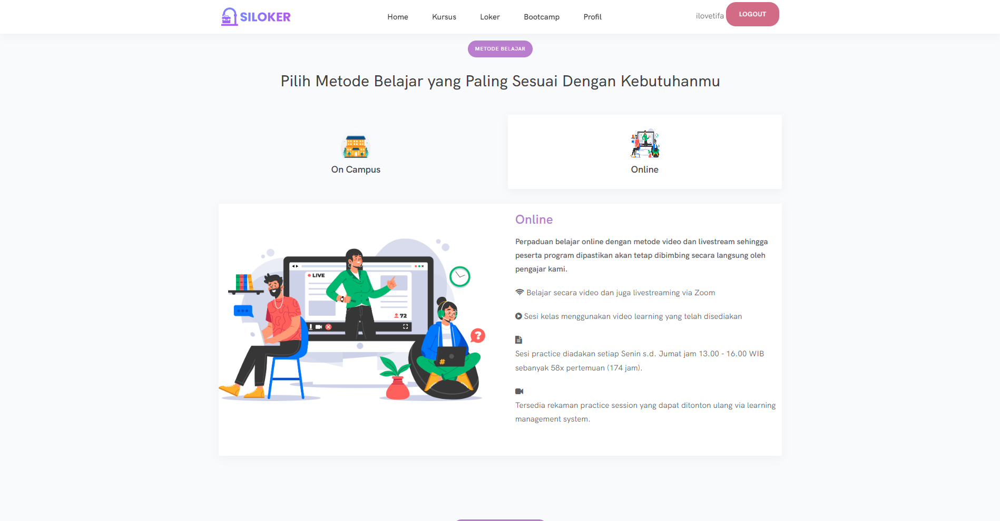 SILOKER
Home
Kursus
Loker
Bootcamp
Profil
ilovetifa
LOGOUT
METODE BELAJAR
Pilih Metode Belajar yang Paling Sesuai Dengan Kebutuhanmu
On Campus
Online
LIVE
72
?
#
Online
Perpaduan belajar online dengan metode video dan livestream sehingga
peserta program dipastikan akan tetap dibimbing secara langsung oleh
pengajar kami.
Belajar secara video dan juga livestreaming via Zoom
Sesi kelas menggunakan video learning yang telah disediakan
Sesi practice diadakan setiap Senin s.d. Jumat jam 13.00 - 16.00 WIB
sebanyak 58x pertemuan (174 jam).
Tersedia rekaman practice session yang dapat ditonton ulang via learning
management system.